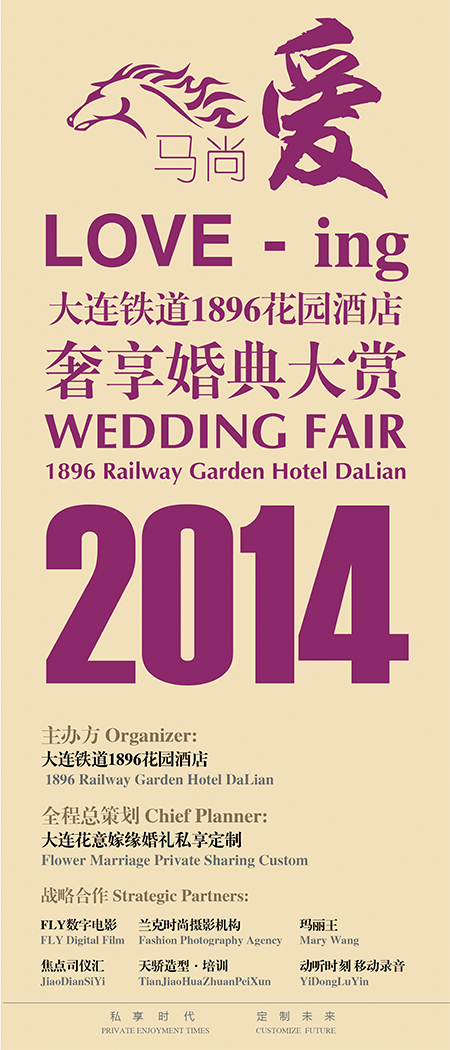 马尚
爱
LOVE - ing
大连铁道1896花园酒店
奢享婚典大赏
WEDDING FAIR
1896 Railway Garden Hotel DaLian
2014
主办方 Organizer:
大连铁道1896花园酒店
1896 Railway Garden Hotel DaLian
全程总策划 Chief Planner:
大连花意嫁缘婚礼私享定制
Flower Marriage Private Sharing Custom
战略合作 Strategic Partners:
FLY数字电影 兰克时尚摄影机构 玛丽王
FLY Digital Film Fashion Photography Agency Mary Wang
焦点司仪汇 天骄造型·培训 动听时刻 移动录音
JiaoDianSiYi TianJiaoHuaZhuanPeiXun YiDongLuYin
私享时代 定制未来
PRIVATE ENJOYMENT TIMES CUSTOMIZE FUTURE